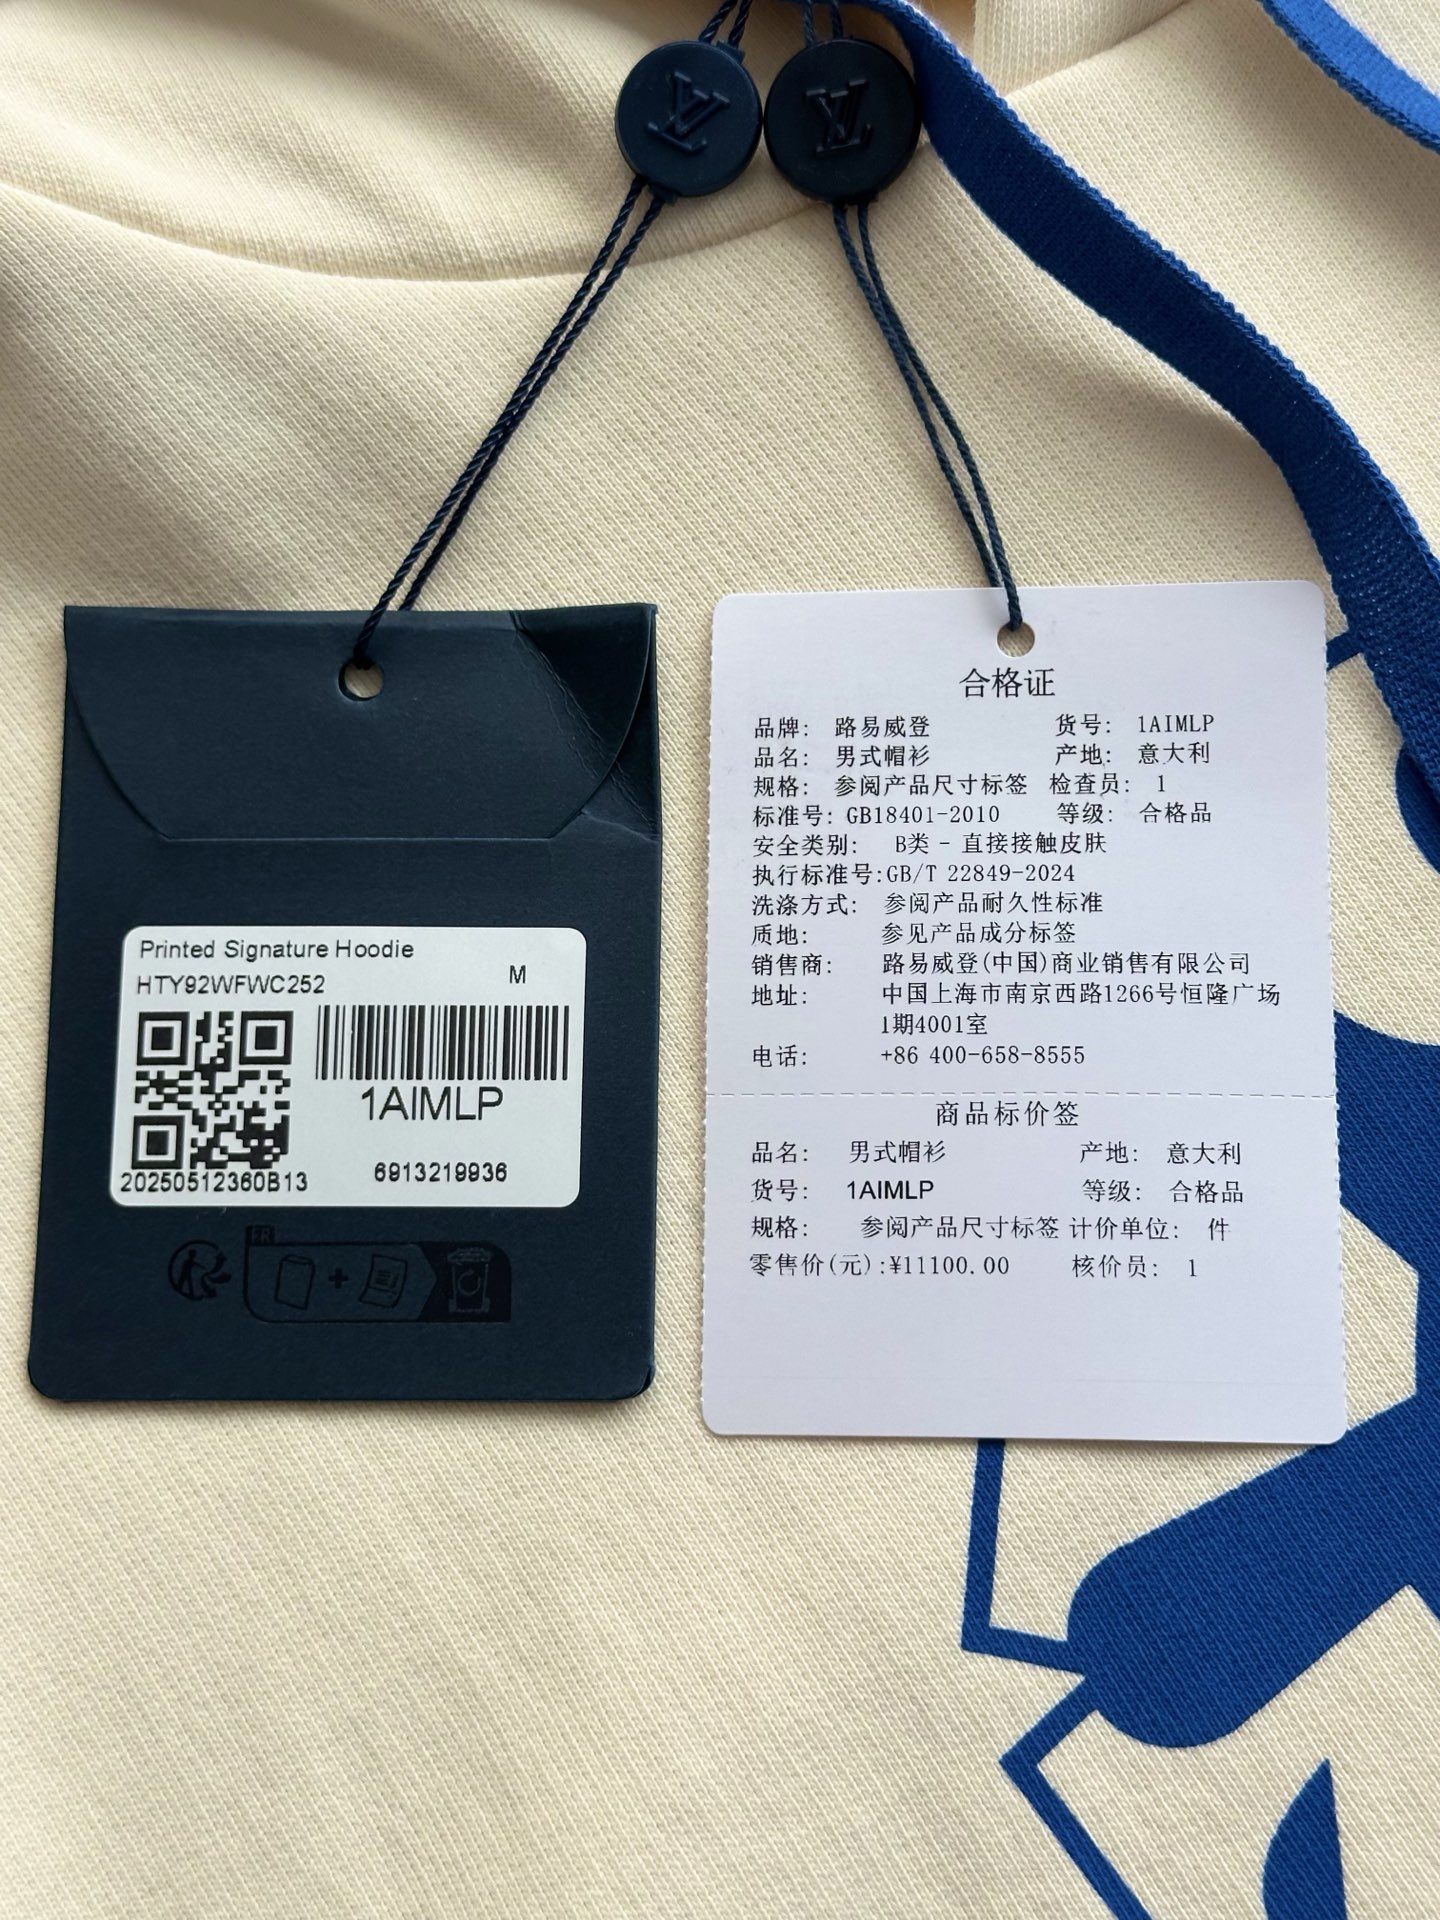 LV
LV
Printed Signature Hoodie
HTY92WFWC252
M
1AIMLP
20250512360B13
6913219936
FR
合格证
品牌: 路易威登 货号: 1AIMLP
品名: 男式帽衫 产地: 意大利
规格: 参阅产品尺寸标签 检查员: 1
标准号: GB18401-2010 等级: 合格品
安全类别: B类 - 直接接触皮肤
执行标准号:GB/T 22849-2024
洗涤方式: 参阅产品耐久性标准
质地: 参见产品成分标签
销售商: 路易威登(中国)商业销售有限公司
地址: 中国上海市南京西路1266号恒隆广场
1期4001室
电话: +86 400-658-8555
商品标价签
品名: 男式帽衫 产地: 意大利
货号: 1AIMLP 等级: 合格品
规格: 参阅产品尺寸标签 计价单位: 件
零售价(元):¥11100.00 核价员: 1